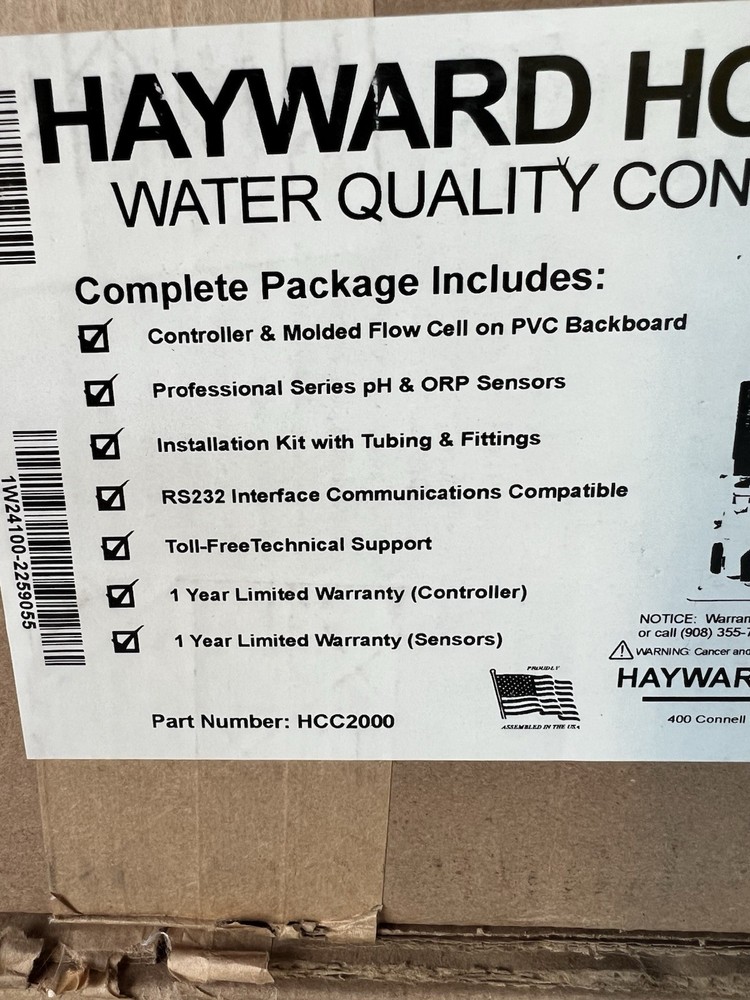 HAYWARD HC
WATER QUALITY CON
Complete Package Includes:
Controller & Molded Flow Cell on PVC Backboard
Professional Series pH & ORP Sensors
Installation Kit with Tubing & Fittings
RS232 Interface Communications Compatible
Toll-FreeTechnical Support
1 Year Limited Warranty (Controller)
1 Year Limited Warranty (Sensors)
Part Number: HCC2000
PROUDLY
ASSEMBLED IN THE USA
1W24100-2259055
NOTICE: Warran
or call (908) 355-7
WARNING: Cancer and
HAYWAR
400 Connell